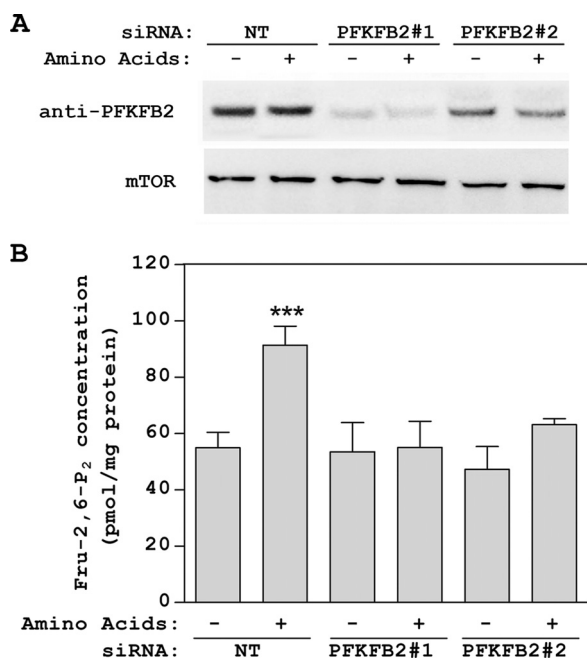 A
siRNA: NT PFKFB2#1 PFKFB2#2
Amino Acids: - + - + - +
anti-PFKFB2
mTOR
B
120
100
80
60
40
20
0
Fru-2,6-P₂ concentration
(pmol/mg protein)
***
Amino Acids: - + - + - +
siRNA: NT PFKFB2#1 PFKFB2#2